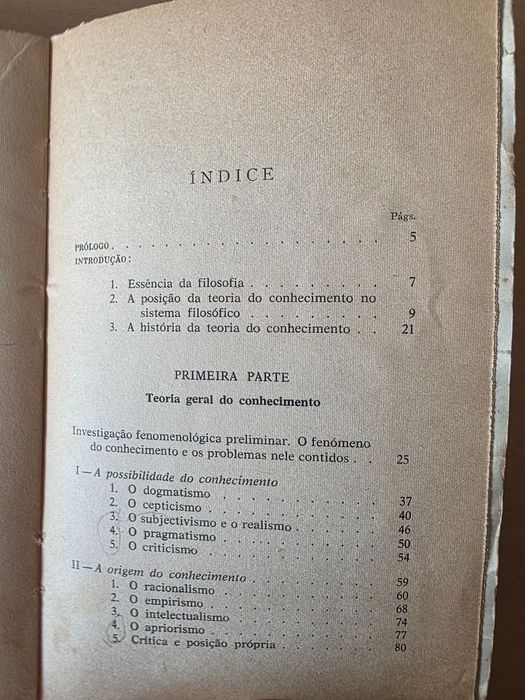 ÍNDICE
Págs.
PRÓLOGO . . . . . . . . . . . . . . . . 5
INTRODUÇÃO:
1. Essência da filosofia . . . . . . . . . 7
2. A posição da teoria do conhecimento no
sistema filosófico . . . . . . . . . 9
3. A história da teoria do conhecimento . . 21
PRIMEIRA PARTE
Teoria geral do conhecimento
Investigação fenomenológica preliminar. O fenómeno
do conhecimento e os problemas nele contidos . . 25
I — A possibilidade do conhecimento
1. O dogmatismo . . . . . . . . . . . 37
2. O cepticismo . . . . . . . . . . . 40
3. O subjectivismo e o realismo . . . . . . 46
4. O pragmatismo . . . . . . . . . . . 50
5. O criticismo . . . . . . . . . . . . 54
II — A origem do conhecimento . . . . . . . . 59
1. O racionalismo . . . . . . . . . . . 60
2. O empirismo . . . . . . . . . . . . 68
3. O intelectualismo . . . . . . . . . . 74
4. O apriorismo . . . . . . . . . . . 77
5. Crítica e posição própria . . . . . . . 80